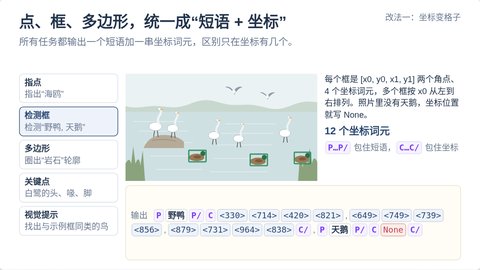 点、框、多边形，统一成“短语 + 坐标”
改法一：坐标变格子
所有任务都输出一个短语加一串坐标词元，区别只在坐标有几个。
指点
指出“海鸥”
检测框
检测“野鸭, 天鹅”
多边形
圈出“岩石”轮廓
关键点
白鹭的头、喙、脚
视觉提示
找出与示例框同类的鸟
每个框是 [x0, y0, x1, y1] 两个角点、
4 个坐标词元，多个框按 x0 从左到
右排列。照片里没有天鹅，坐标位置
就写 None。
12 个坐标词元
P…P/ 包住短语，C…C/ 包住坐标
输出 P 野鸭 P/ C <330> <714> <420> <821> , <649> <749> <739>
<856> , <879> <731> <964> <838> C/ , P 天鹅 P/ C None C/